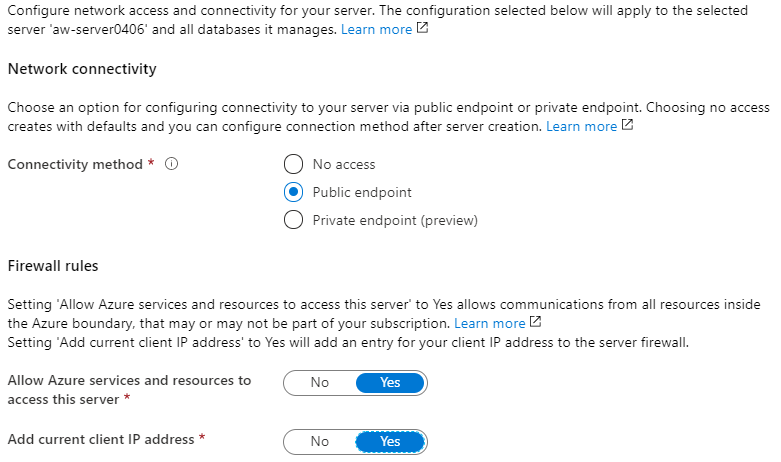 Configure network access and connectivity for your server. The configuration selected below will apply to the selected
server 'aw-server0406' and all databases it manages. Learn more
Network connectivity
Choose an option for configuring connectivity to your server via public endpoint or private endpoint. Choosing no access
creates with defaults and you can configure connection method after server creation. Learn more
Connectivity method *
No access
Public endpoint
Private endpoint (preview)
Firewall rules
Setting 'Allow Azure services and resources to access this server' to Yes allows communications from all resources inside
the Azure boundary, that may or may not be part of your subscription. Learn more
Setting 'Add current client IP address' to Yes will add an entry for your client IP address to the server firewall.
Allow Azure services and resources to
access this server *
No Yes
Add current client IP address *
No Yes